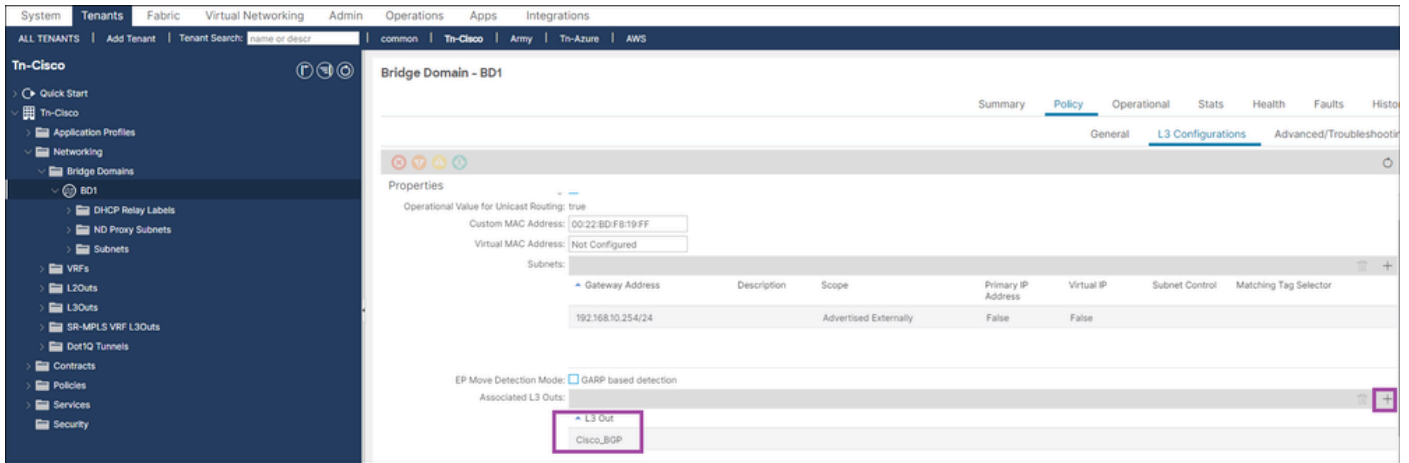 System Tenants Fabric Virtual Networking Admin Operations Apps Integrations
ALL TENANTS | Add Tenant | Tenant Search: name or descr | common | Tn-Cisco | Army | Tn-Azure | AWS
Tn-Cisco
Quick Start
Tn-Cisco
Application Profiles
Networking
Bridge Domains
BD1
DHCP Relay Labels
ND Proxy Subnets
Subnets
VRFs
L2Outs
L3Outs
SR-MPLS VRF L3Outs
Dot1Q Tunnels
Contracts
Policies
Services
Security
Bridge Domain - BD1
Summary Policy Operational Stats Health Faults Histo
General L3 Configurations Advanced/Troubleshootin
Properties
Operational Value for Unicast Routing: true
Custom MAC Address: 00:22:BD:F8:19:FF
Virtual MAC Address: Not Configured
Subnets:
Gateway Address Description Scope Primary IP Address Virtual IP Subnet Control Matching Tag Selector
192.168.10.254/24 Advertised Externally False False
EP Move Detection Mode: GARP based detection
Associated L3 Outs:
L3 Out
Cisco_BGP